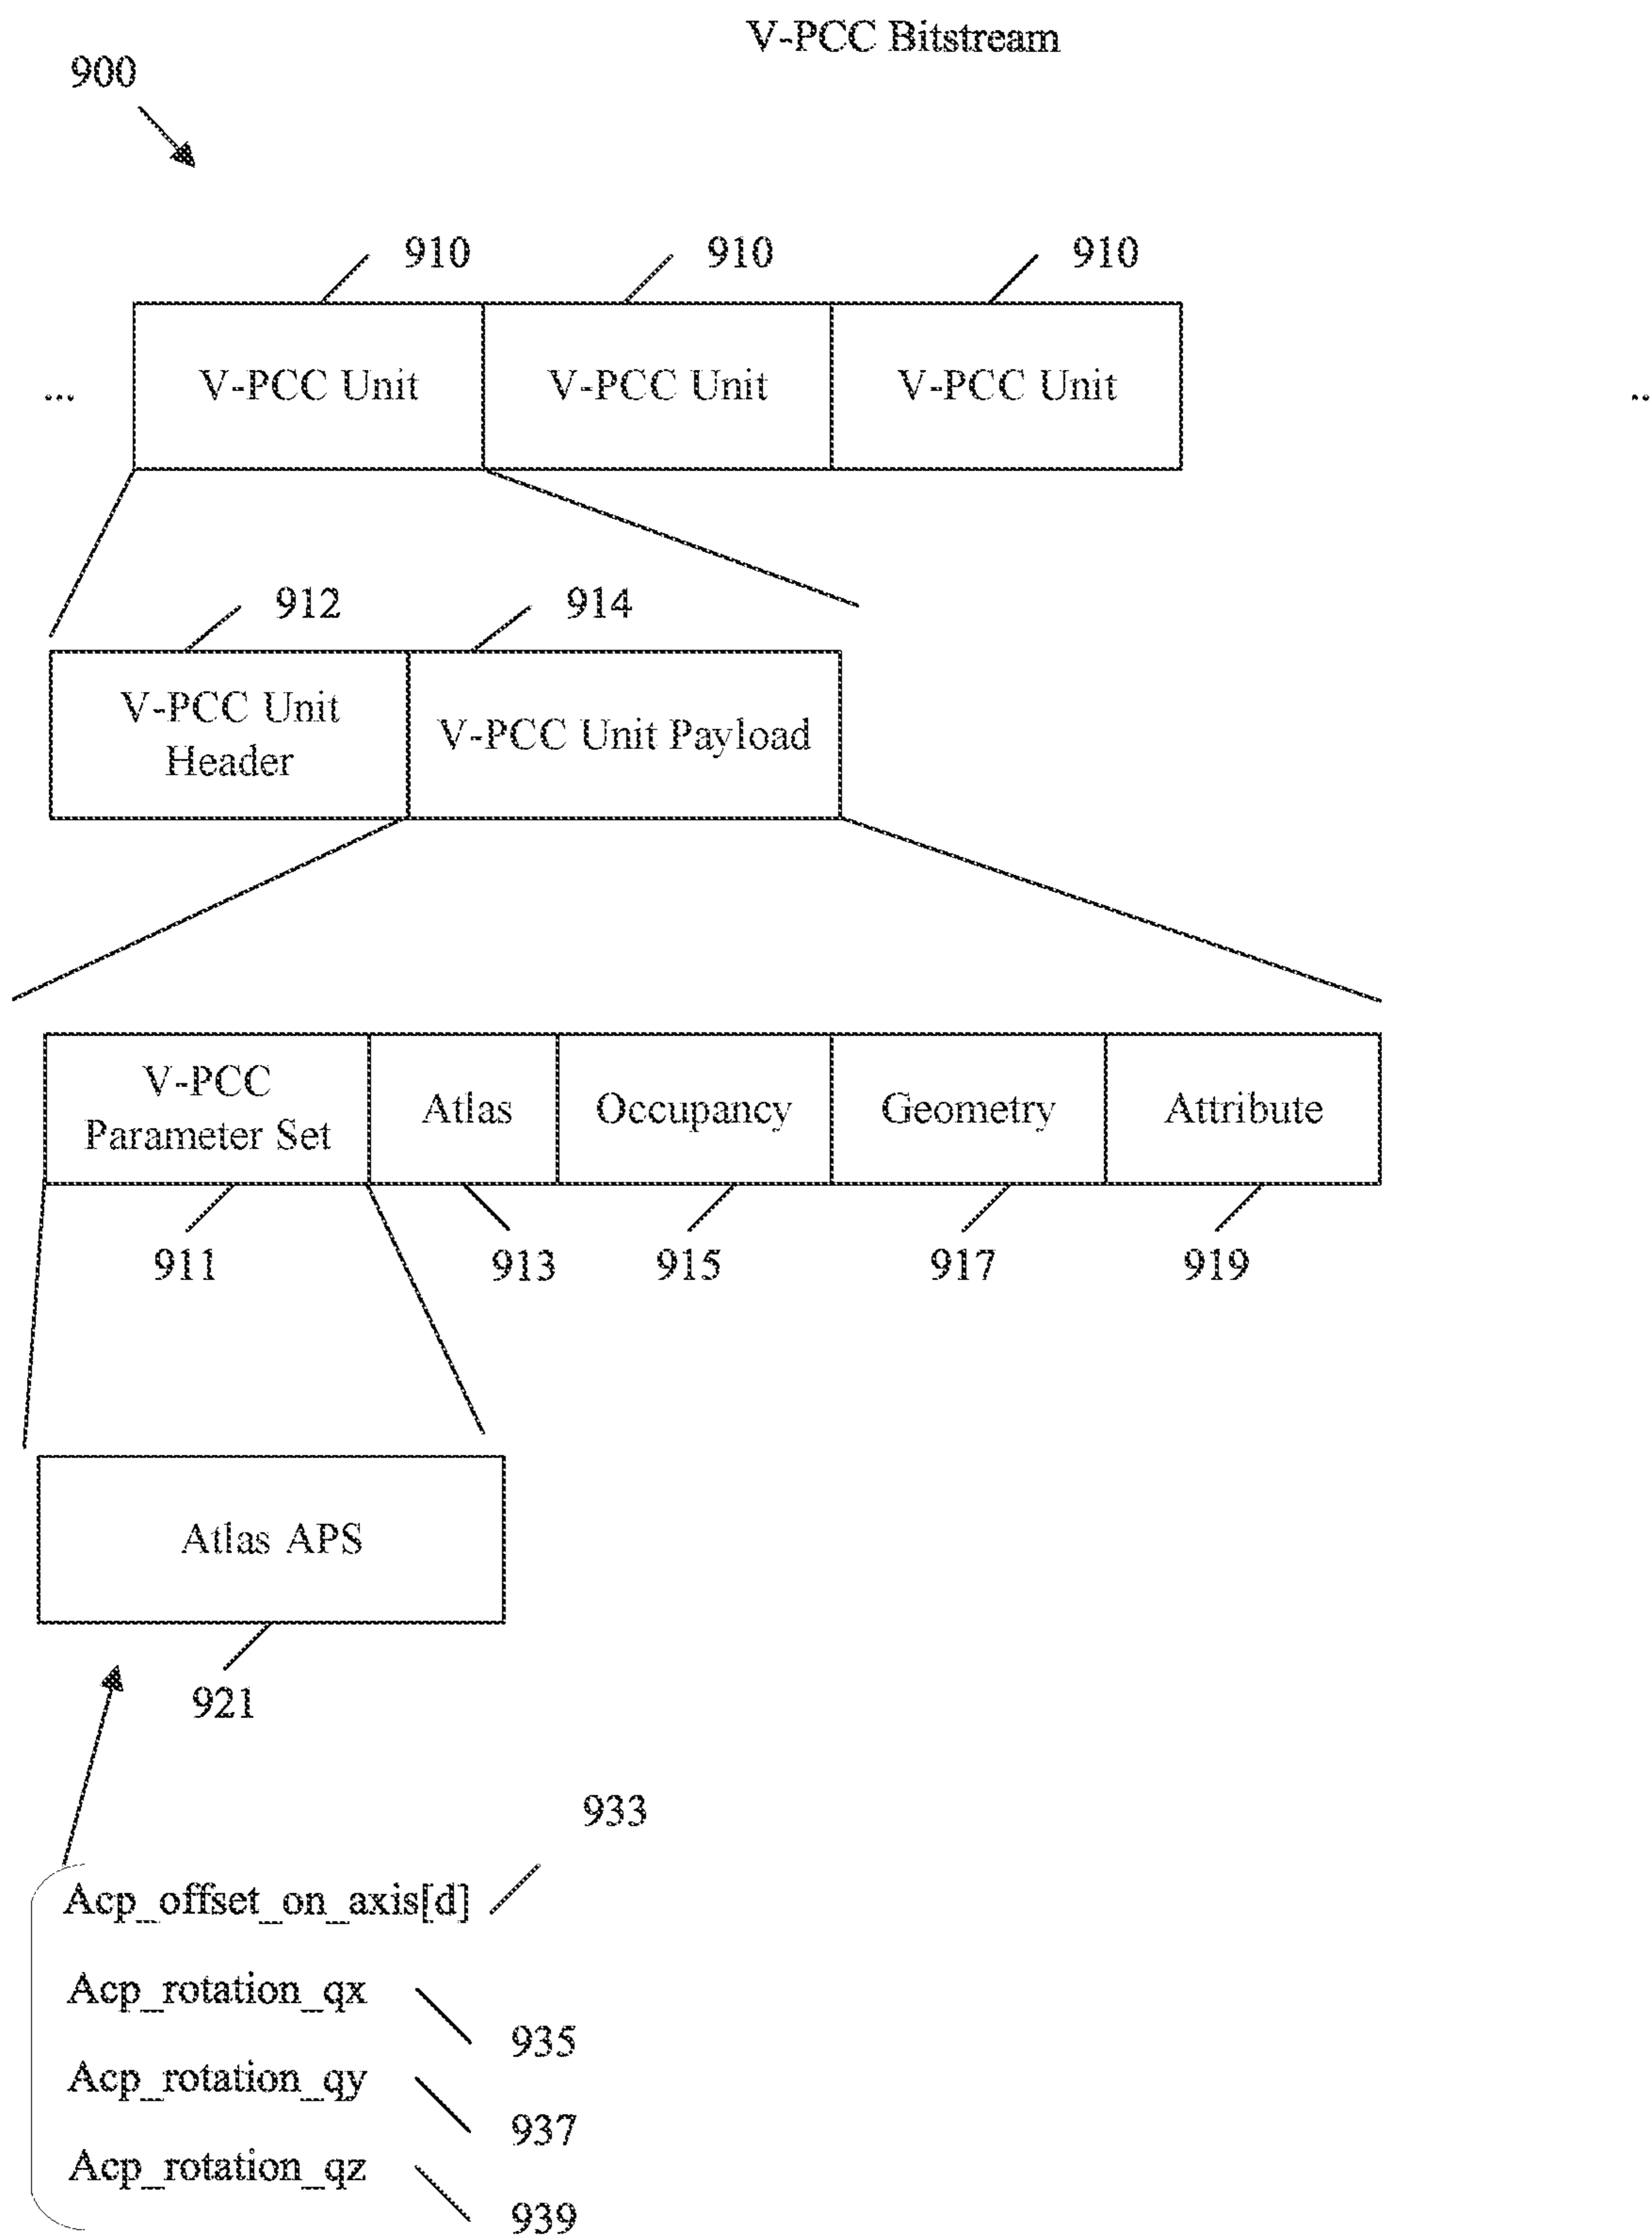 V-PCC Bitstream
900
910 910 910
... V-PCC Unit V-PCC Unit V-PCC Unit ..
912 914
V-PCC Unit
Header
V-PCC Unit Payload
V-PCC
Parameter Set
Atlas Occupancy Geometry Attribute
911 913 915 917 919
Atlas APS
921
933
Acp_offset_on_axis[d]
Acp_rotation_qx
935
Acp_rotation_qy
937
Acp_rotation_qz
939